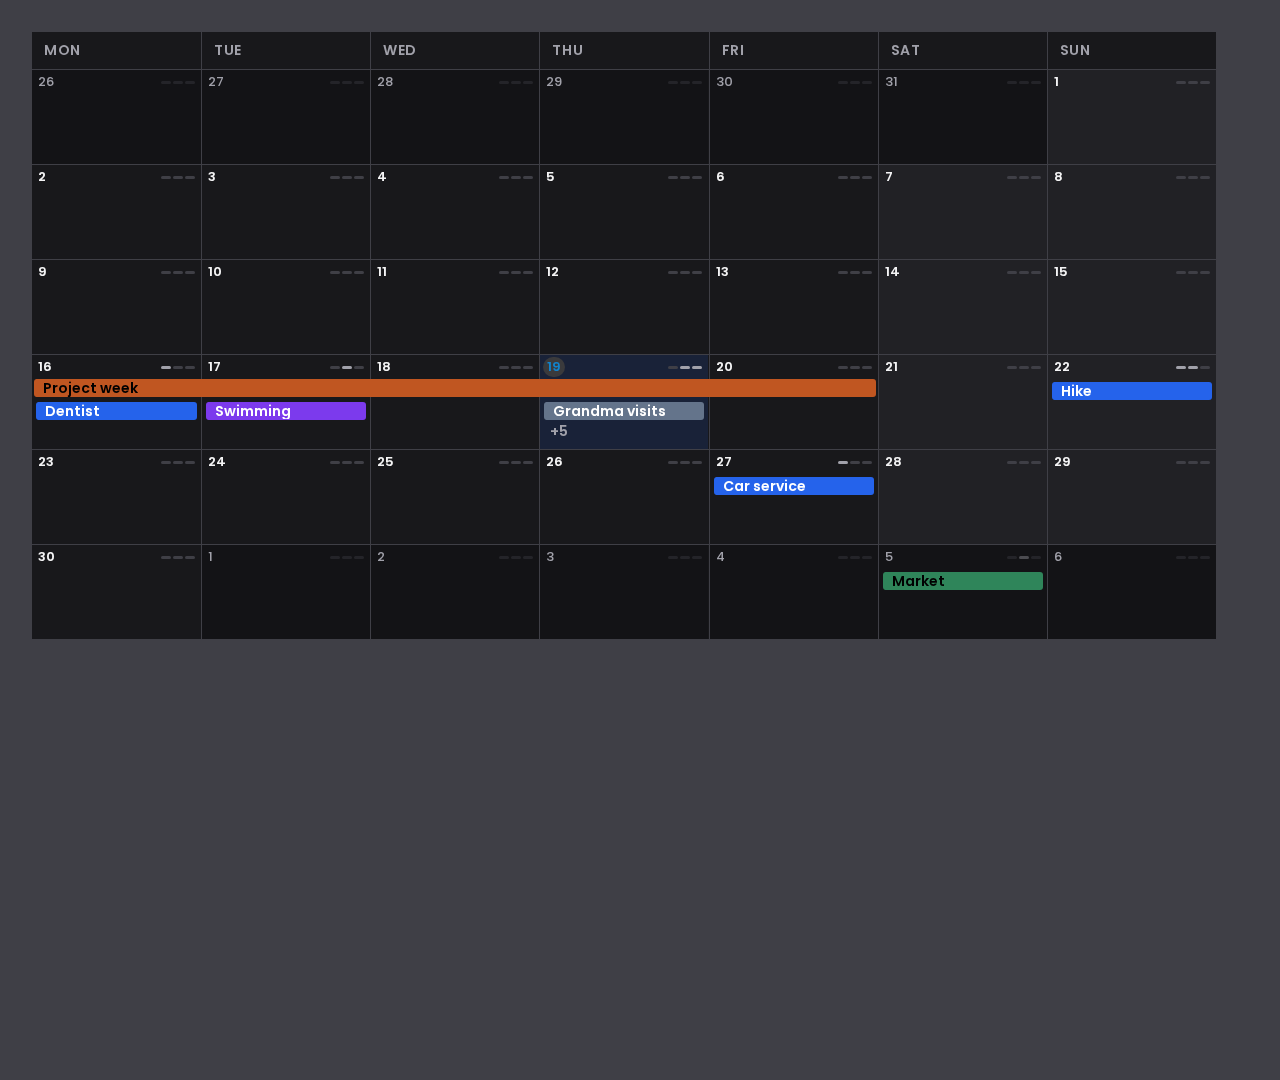 MON TUE WED THU FRI SAT SUN
26 27 28 29 30 31 1
2 3 4 5 6 7 8
9 10 11 12 13 14 15
16 17 18 19 20 21 22
Project week
Hike
Dentist Swimming Grandma visits
+5
23 24 25 26 27 28 29
Car service
30 1 2 3 4 5 6
Market